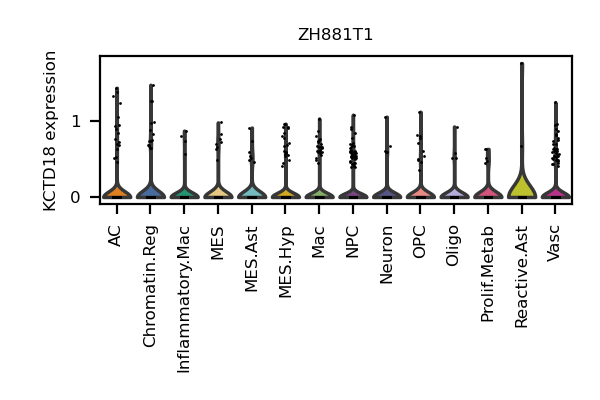 ZH881T1
KCTD18 expression
1
0
AC
Chromatin.Reg
Inflammatory.Mac
MES
MES.Ast
MES.Hyp
Mac
NPC
Neuron
OPC
Oligo
Prolif.Metab
Reactive.Ast
Vasc